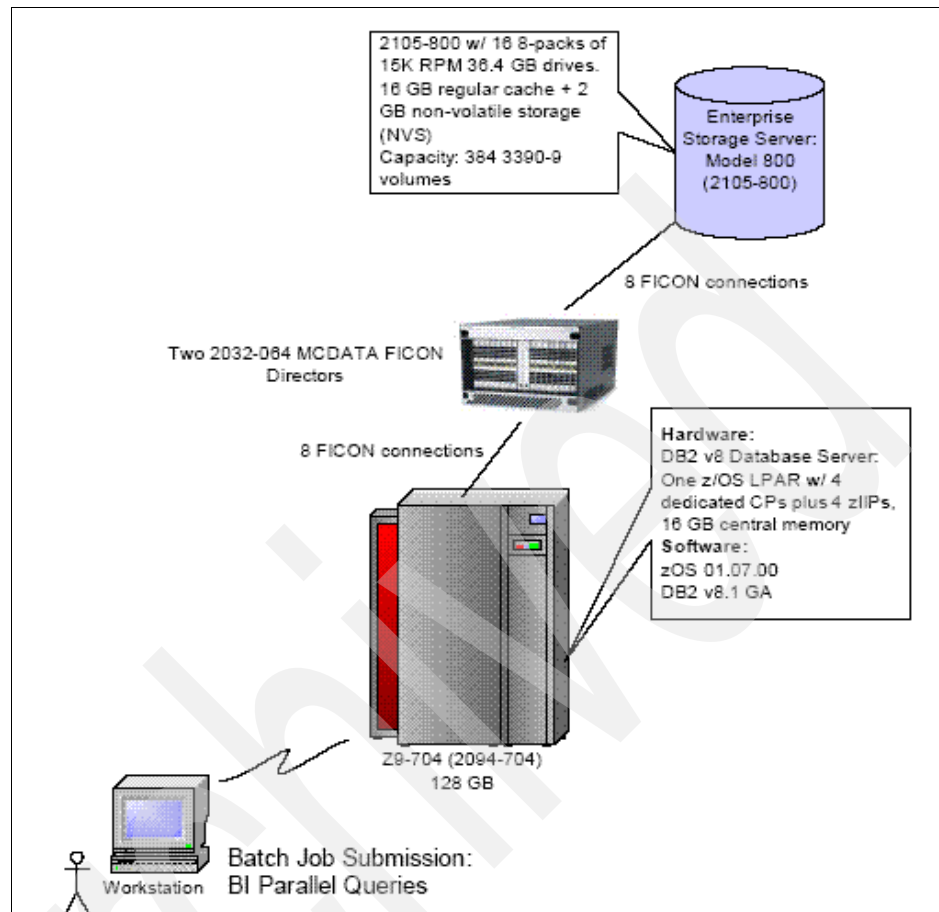 2105-800 w/ 16 8-packs of
15K RPM 36.4 GB drives.
16 GB regular cache + 2
GB non-volatile storage
(NVS)
Capacity: 384 3390-9
volumes
Enterprise
Storage Server:
Model 800
(2105-800)
8 FICON connections
Two 2032-064 MCDATA FICON
Directors
8 FICON connections
Hardware:
DB2 v8 Database Server:
One z/OS LPAR w/ 4
dedicated CPs plus 4 zIIPs,
16 GB central memory
Software:
zOS 01.07.00
DB2 v8.1 GA
Z9-704 (2094-704)
128 GB
Workstation
Batch Job Submission:
BI Parallel Queries